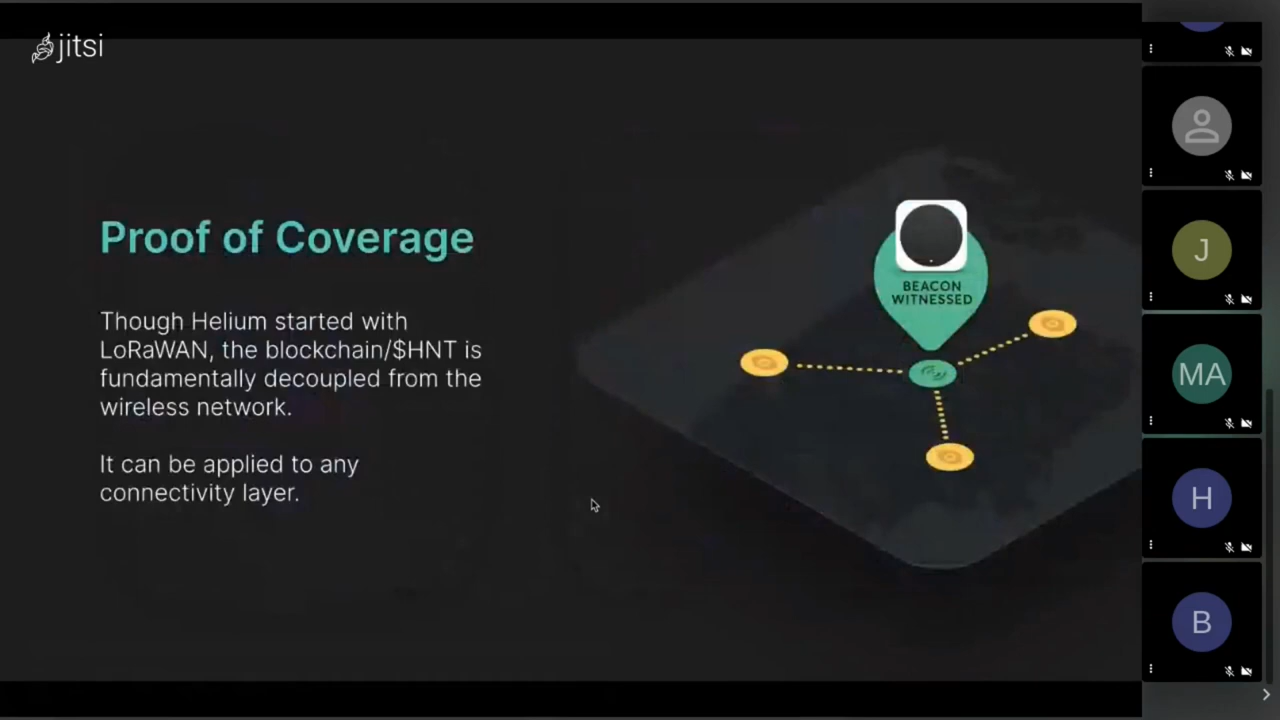 jitsi
Proof of Coverage
Though Helium started with
LoRaWAN, the blockchain/$HNT is
fundamentally decoupled from the
wireless network.
It can be applied to any
connectivity layer.
BEACON
WITNESSED
J
MA
H
B